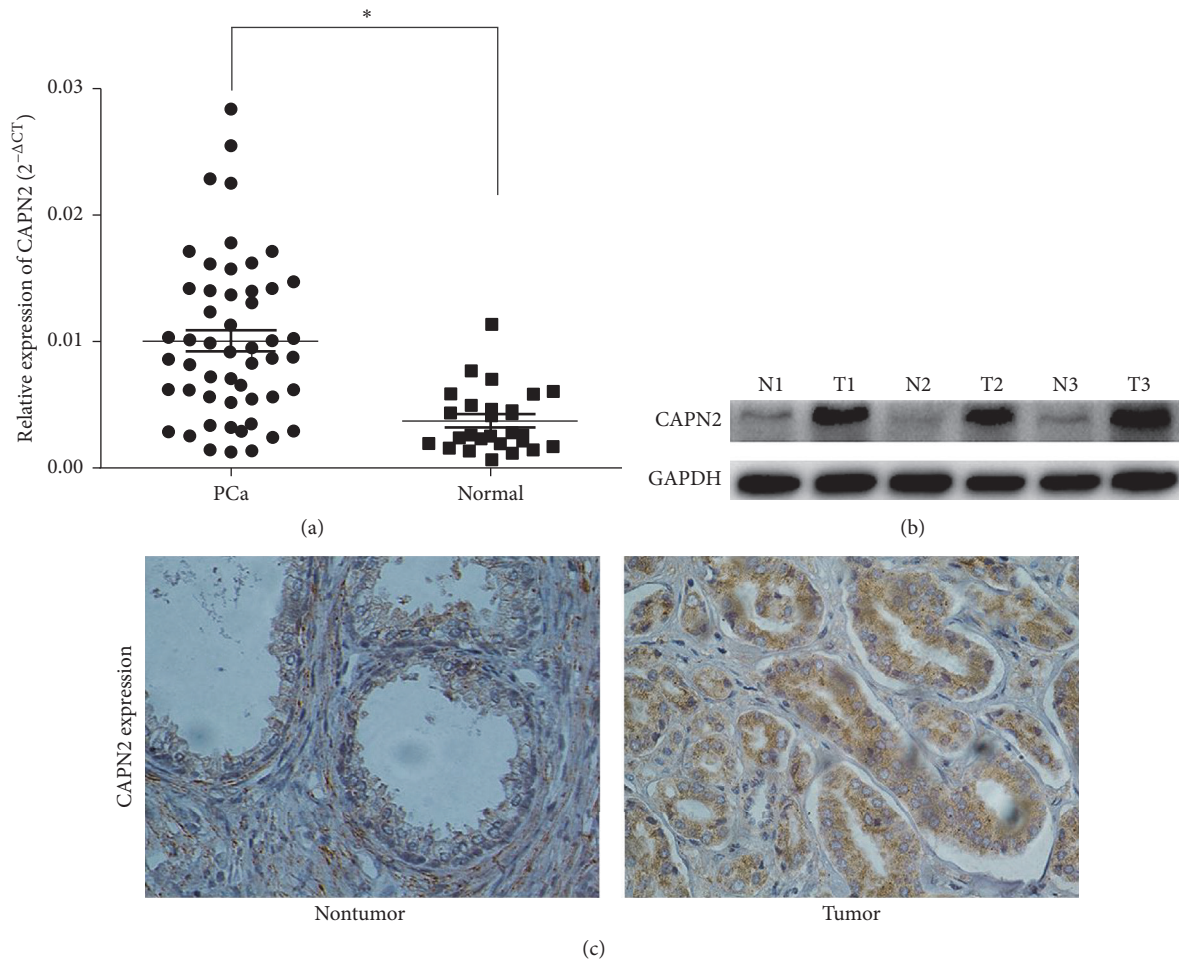 *
Relative expression of CAPN2 (2^−ΔCT)
0.03
0.02
0.01
0.00
PCa Normal
(a)
N1 T1 N2 T2 N3 T3
CAPN2
GAPDH
(b)
CAPN2 expression
Nontumor Tumor
(c)